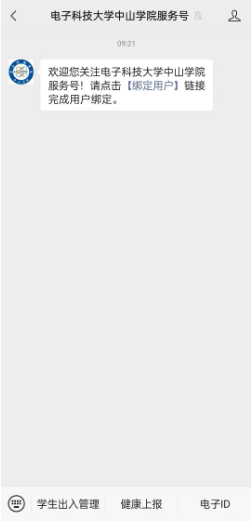 电子科技大学中山学院服务号
09:21
欢迎您关注电子科技大学中山学院
服务号！请点击【绑定用户】链接
完成用户绑定。
学生出入管理 健康上报 电子ID